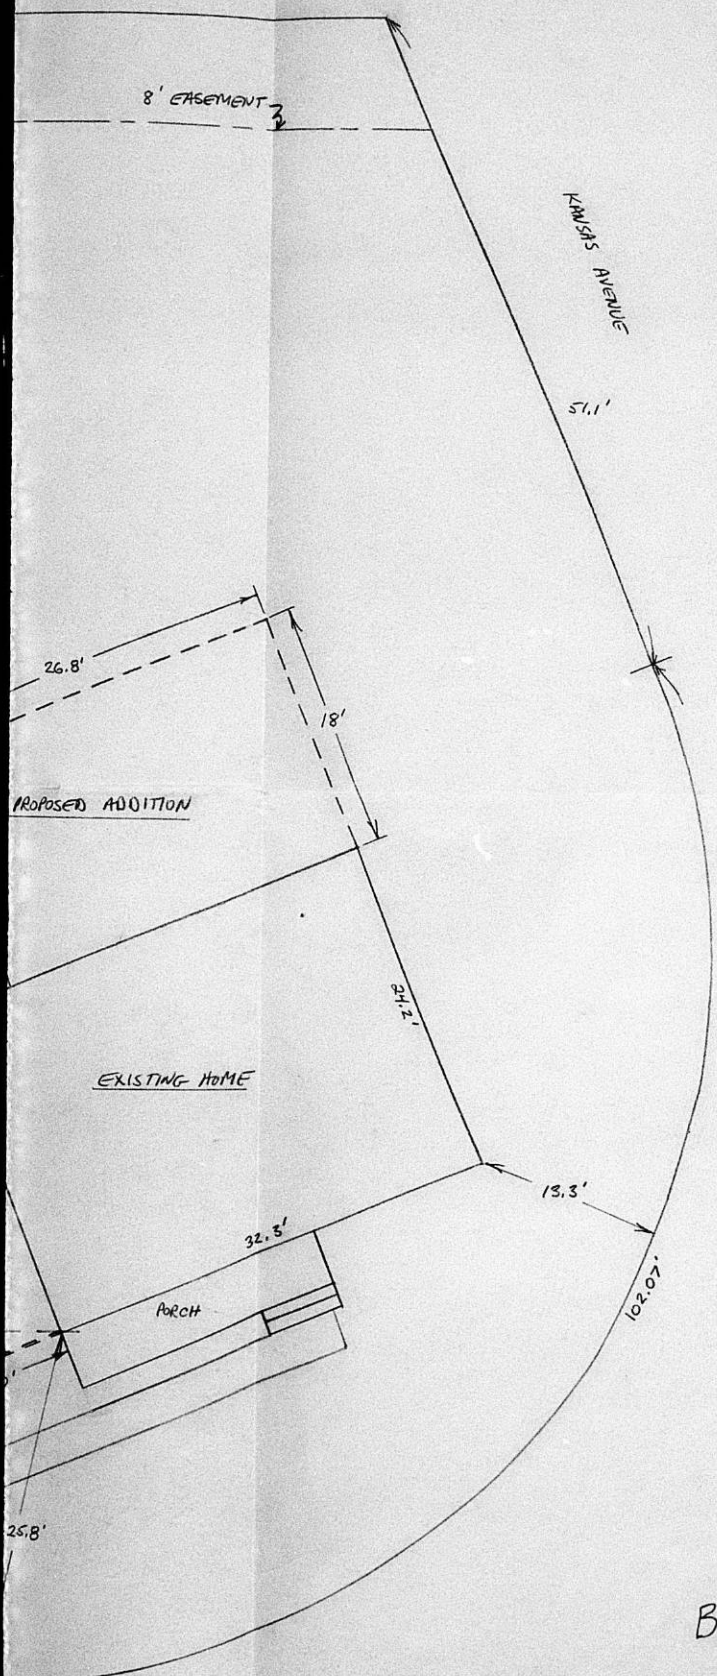 8' EASEMENT
KANSAS AVENUE
51.1'
26.8'
18'
PROPOSED ADDITION
24.2'
EXISTING HOME
13.3'
32.3'
PORCH
102.07'
25.8'
B